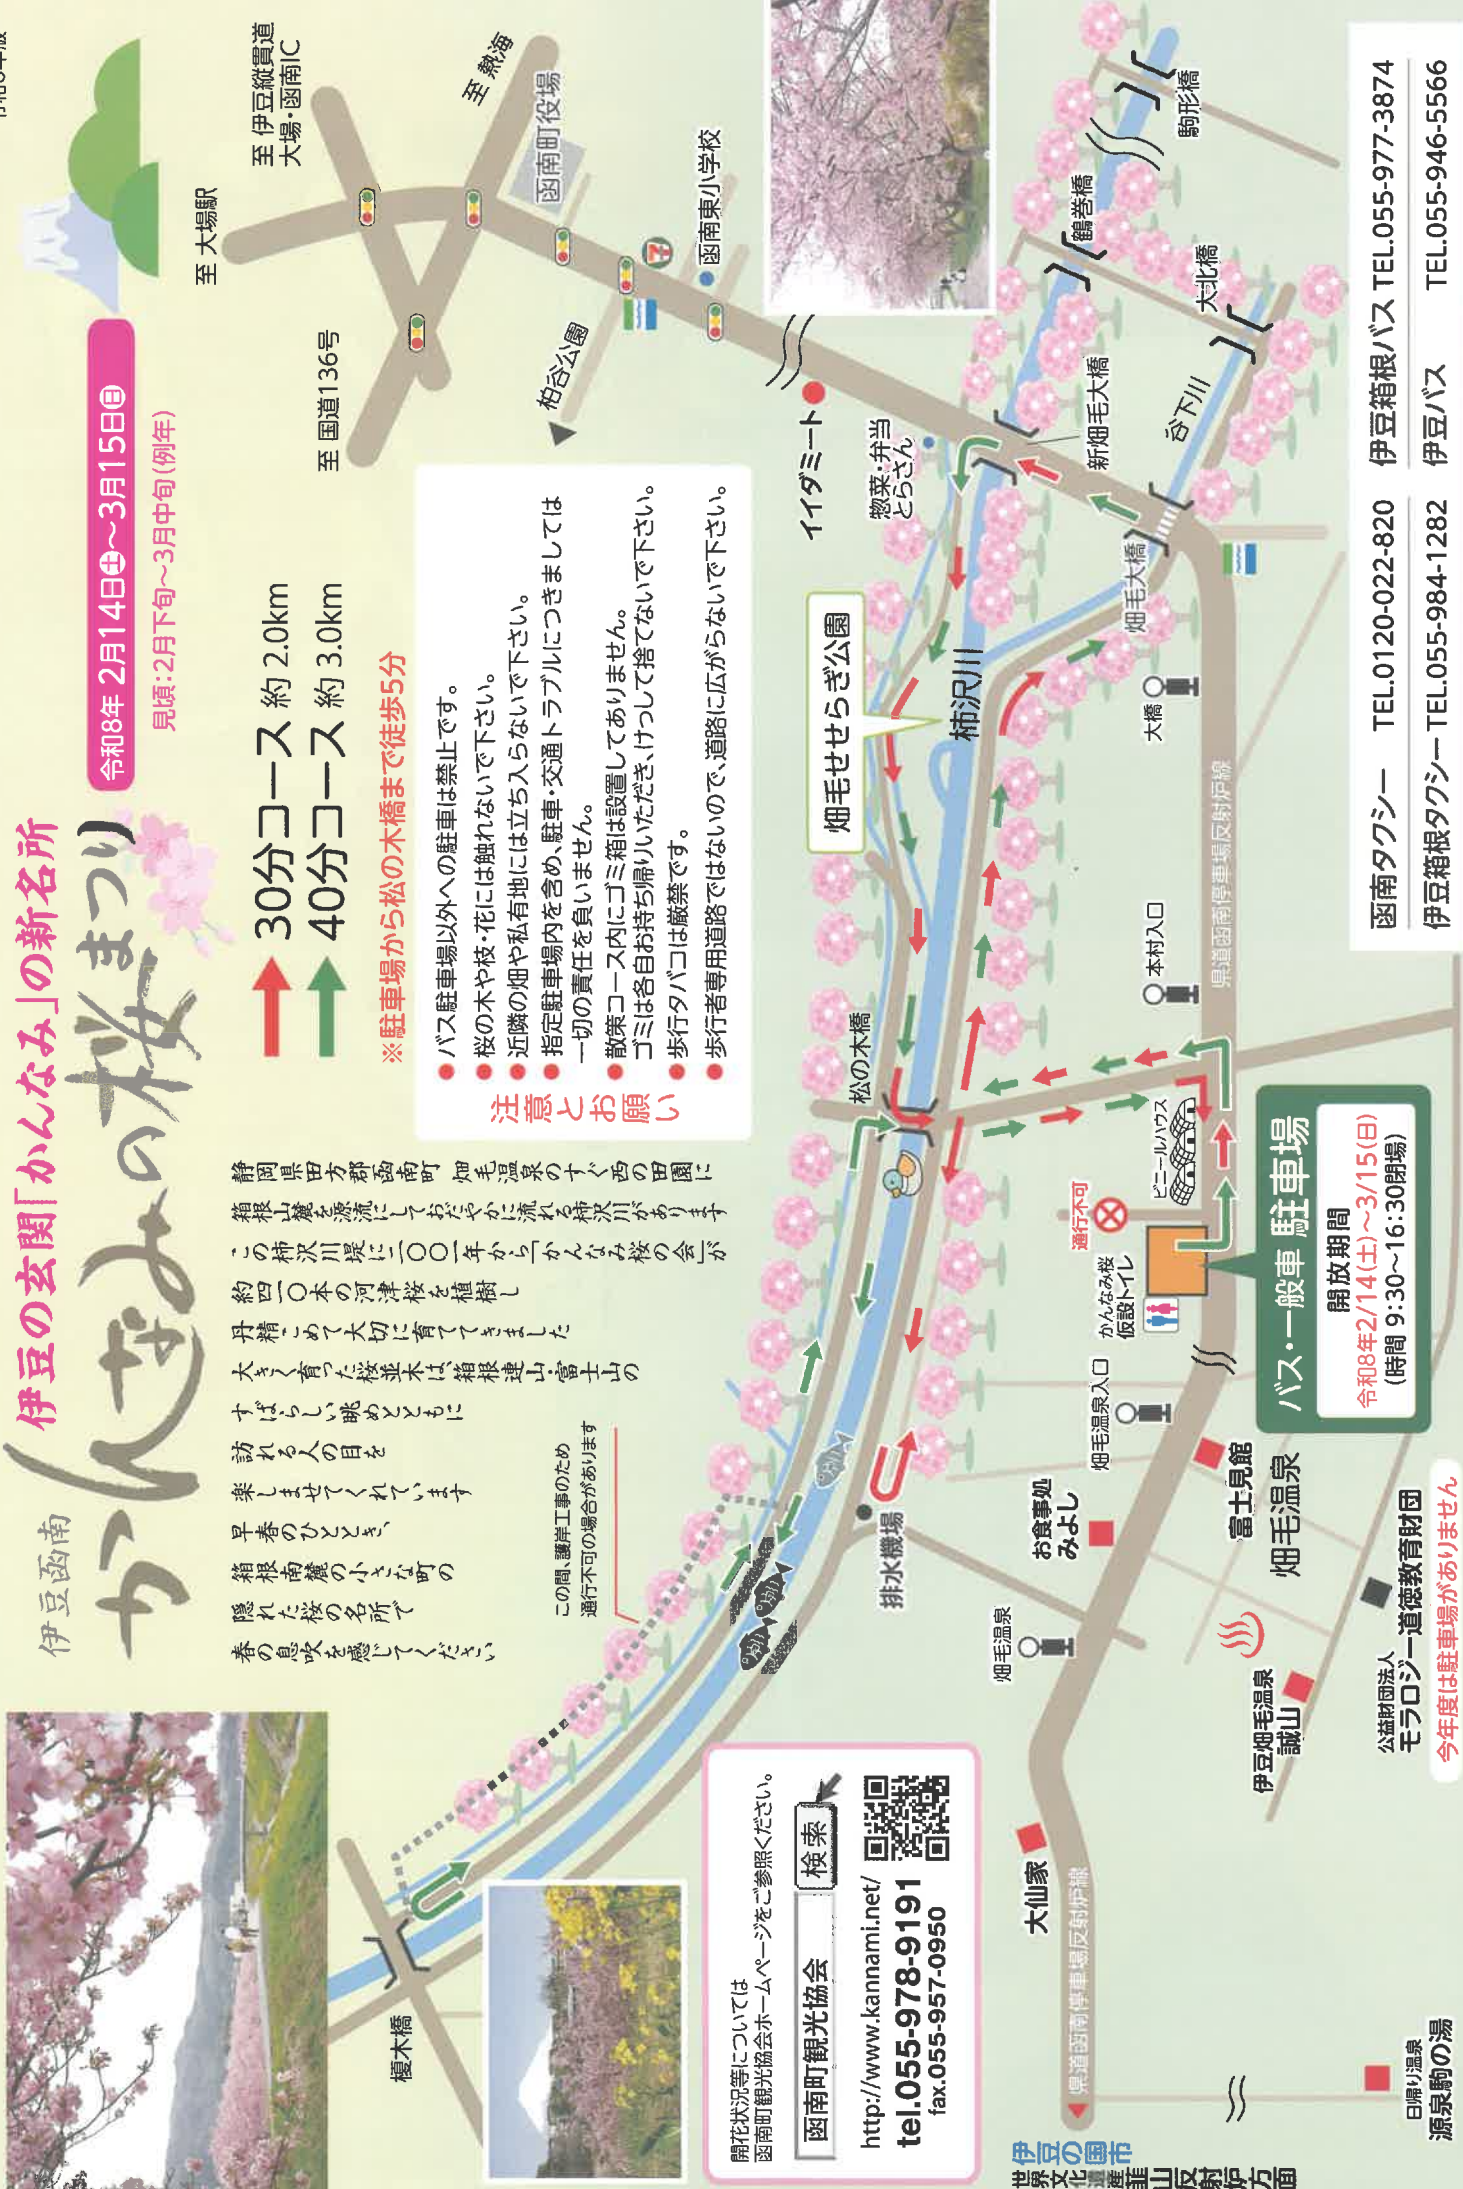 伊豆の玄関「かんなみ」の新名所
伊豆函南
かんなみの桜まつり
令和8年 2月14日土～3月15日日
見頃：2月下旬～3月中旬(例年)
静岡県田方郡函南町 畑毛温泉のすぐ西の田園に
箱根山麓を源流にしておだやかに流れる柿沢川があります
この柿沢川堤に二〇〇一年から「かんなみ桜の会」が
約四一〇本の河津桜を植樹し
丹精こめて大切に育ててきました
大きく育った桜並木は、箱根連山・富士山の
すばらしい眺めとともに
訪れる人の目を
楽しませてくれています
早春のひととき、
箱根南麓の小さな町の
隠れた桜の名所で
春の息吹を感じてください
30分コース 約 2.0km
40分コース 約 3.0km
※駐車場から松の木橋まで徒歩5分
注意とお願い
●バス駐車場以外への駐車は禁止です。
●桜の木や枝・花には触れないで下さい。
●近隣の畑や私有地には立ち入らないで下さい。
●指定駐車場内を含め、駐車・交通トラブルにつきましては
一切の責任を負いません。
●散策コース内にゴミ箱は設置してありません。
ゴミは各自お持ち帰りいただき、けっして捨てないで下さい。
●歩行タバコは厳禁です。
●歩行者専用道路ではないので、道路に広がらないで下さい。
至 大場駅
至 伊豆縦貫道
大場・函南IC
至 熱海
至 国道136号
函南町役場
函南東小学校
柏谷公園
イイダミート
惣菜・弁当
とらさん
新畑毛大橋
畑毛大橋
鶴巻橋
駒形橋
大北橋
谷下川
柿沢川
畑毛せせらぎ公園
松の木橋
大橋
本村入口
県道函南停車場反射炉線
ビニールハウス
通行不可
かんなみ桜
仮設トイレ
バス・一般車 駐車場
開放期間
令和8年2/14(土)～3/15(日)
(時間 9:30～16:30閉場)
この間、護岸工事のため
通行不可の場合があります
榎木橋
排水機場
お食事処
みよし
畑毛温泉入口
富士見館
畑毛温泉
畑毛温泉
伊豆畑毛温泉
誠山
公益財団法人
モラロジー道徳教育財団
今年度は駐車場がありません
大仙家
県道函南停車場反射炉線
日帰り温泉
源泉駒の湯
伊豆の国市
世界文化遺産
韮山反射炉方面
開花状況等については
函南町観光協会ホームページをご参照ください。
函南町観光協会 検索
http://www.kannami.net/
tel.055-978-9191
fax.055-957-0950
函南タクシー TEL.0120-022-820
伊豆箱根バス TEL.055-977-3874
伊豆箱根タクシー TEL.055-984-1282
伊豆バス TEL.055-946-5566